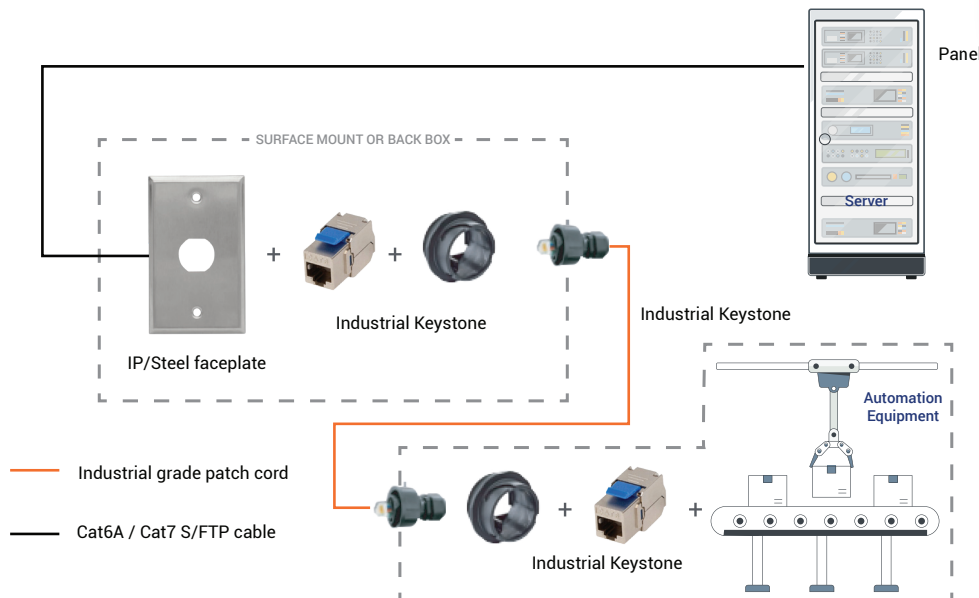 Panel
SURFACE MOUNT OR BACK BOX
Server
Industrial Keystone
Industrial Keystone
IP/Steel faceplate
Automation
Equipment
Industrial grade patch cord
Cat6A / Cat7 S/FTP cable
Industrial Keystone